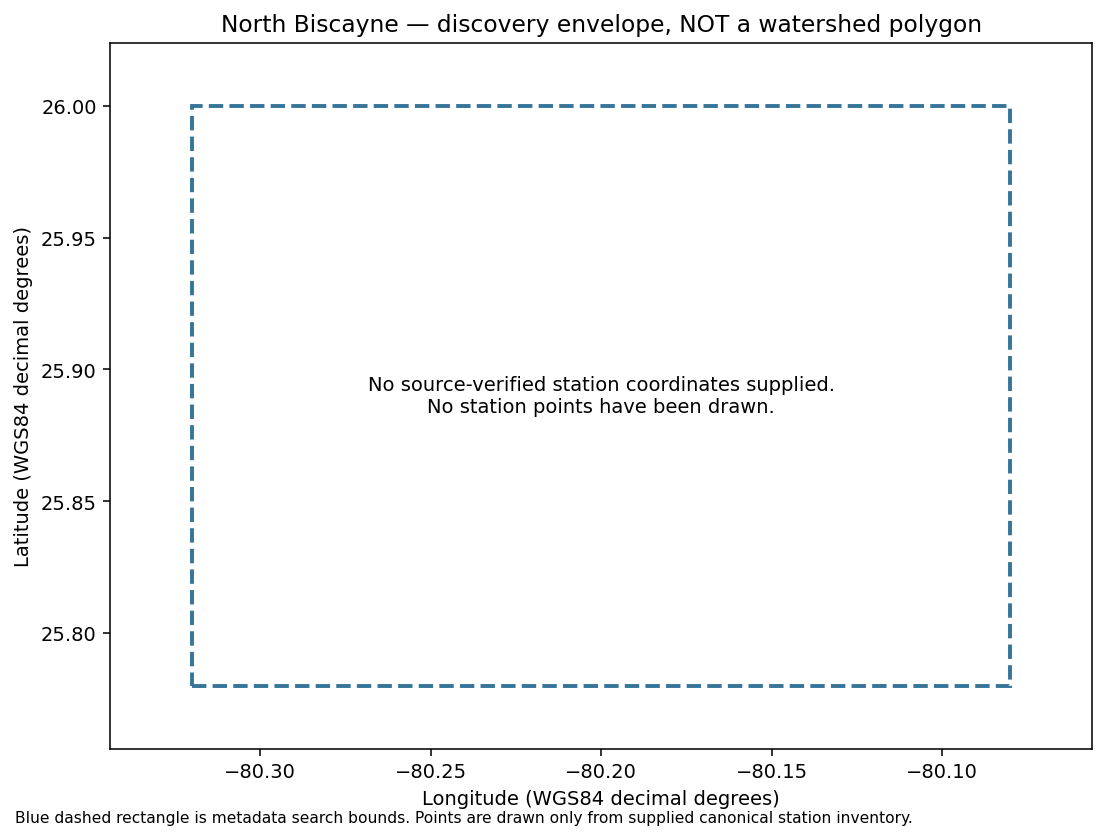 North Biscayne — discovery envelope, NOT a watershed polygon
Latitude (WGS84 decimal degrees)
26.00
25.95
25.90
25.85
25.80
No source-verified station coordinates supplied.
No station points have been drawn.
−80.30
−80.25
−80.20
−80.15
−80.10
Longitude (WGS84 decimal degrees)
Blue dashed rectangle is metadata search bounds. Points are drawn only from supplied canonical station inventory.